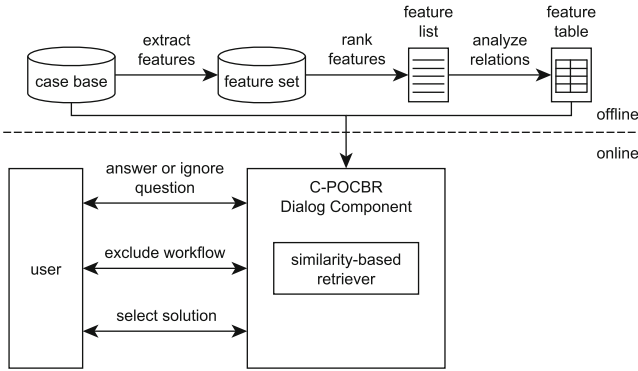 extract
features
rank
features
feature
list
analyze
relations
feature
table
case base
feature set
offline
online
answer or ignore
question
C-POCBR
Dialog Component
exclude workflow
similarity-based
retriever
user
select solution